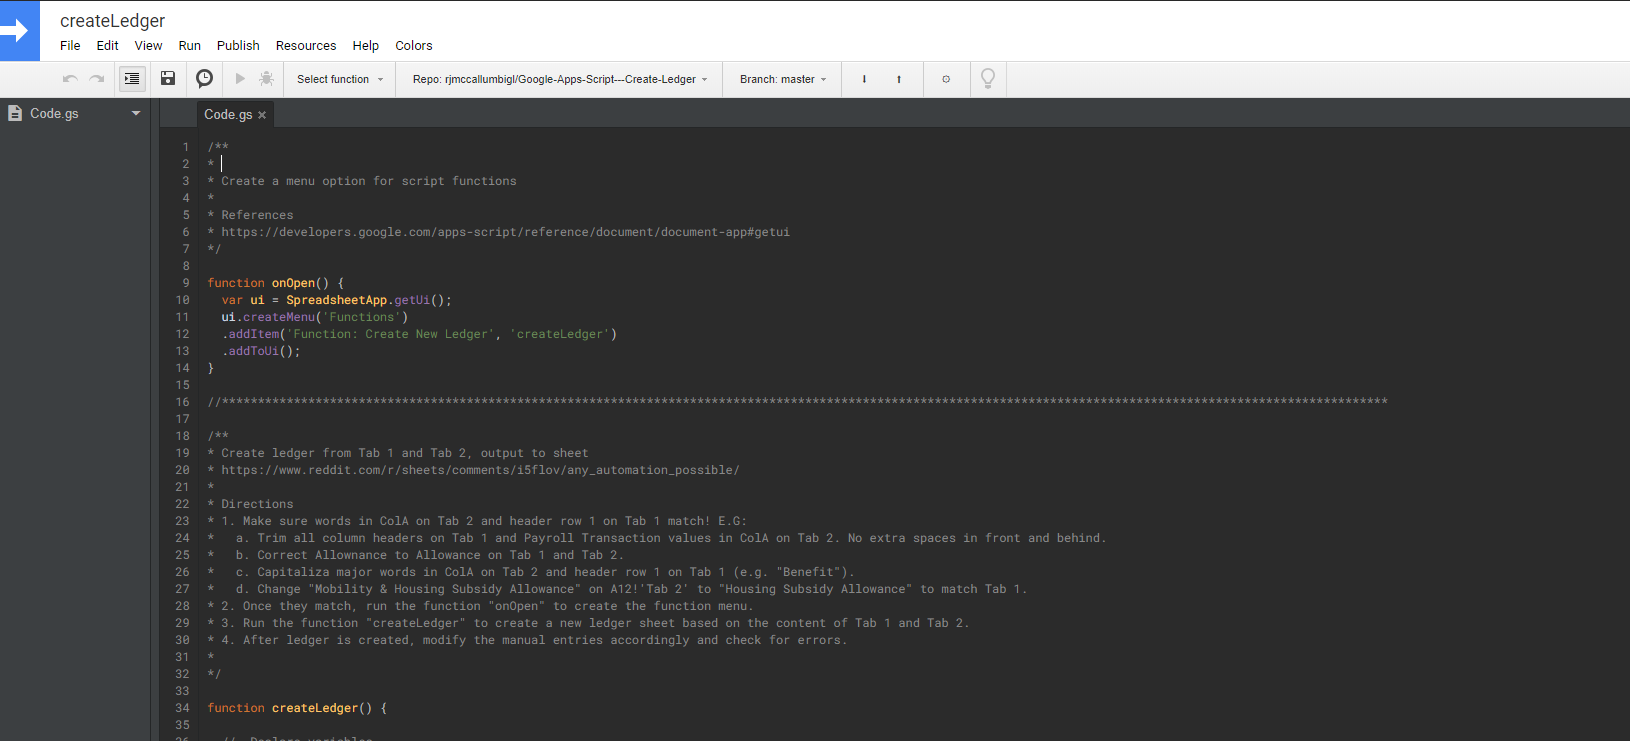 createLedger
File Edit View Run Publish Resources Help Colors
Select function Repo: rjmccallumbigl/Google-Apps-Script---Create-Ledger Branch: master
Code.gs
Code.gs ×
1 /**
2 *
3 * Create a menu option for script functions
4 *
5 * References
6 * https://developers.google.com/apps-script/reference/document/document-app#getui
7 */
8
9 function onOpen() {
10 var ui = SpreadsheetApp.getUi();
11 ui.createMenu('Functions')
12 .addItem('Function: Create New Ledger', 'createLedger')
13 .addToUi();
14 }
15
16 //******************************************************************************************************************************************************************
17
18 /**
19 * Create ledger from Tab 1 and Tab 2, output to sheet
20 * https://www.reddit.com/r/sheets/comments/i5flov/any_automation_possible/
21 *
22 * Directions
23 * 1. Make sure words in ColA on Tab 2 and header row 1 on Tab 1 match! E.G:
24 * a. Trim all column headers on Tab 1 and Payroll Transaction values in ColA on Tab 2. No extra spaces in front and behind.
25 * b. Correct Allownance to Allowance on Tab 1 and Tab 2.
26 * c. Capitaliza major words in ColA on Tab 2 and header row 1 on Tab 1 (e.g. "Benefit").
27 * d. Change "Mobility & Housing Subsidy Allowance" on A12!'Tab 2' to "Housing Subsidy Allowance" to match Tab 1.
28 * 2. Once they match, run the function "onOpen" to create the function menu.
29 * 3. Run the function "createLedger" to create a new ledger sheet based on the content of Tab 1 and Tab 2.
30 * 4. After ledger is created, modify the manual entries accordingly and check for errors.
31 *
32 */
33
34 function createLedger() {
35
36 // Declare variables